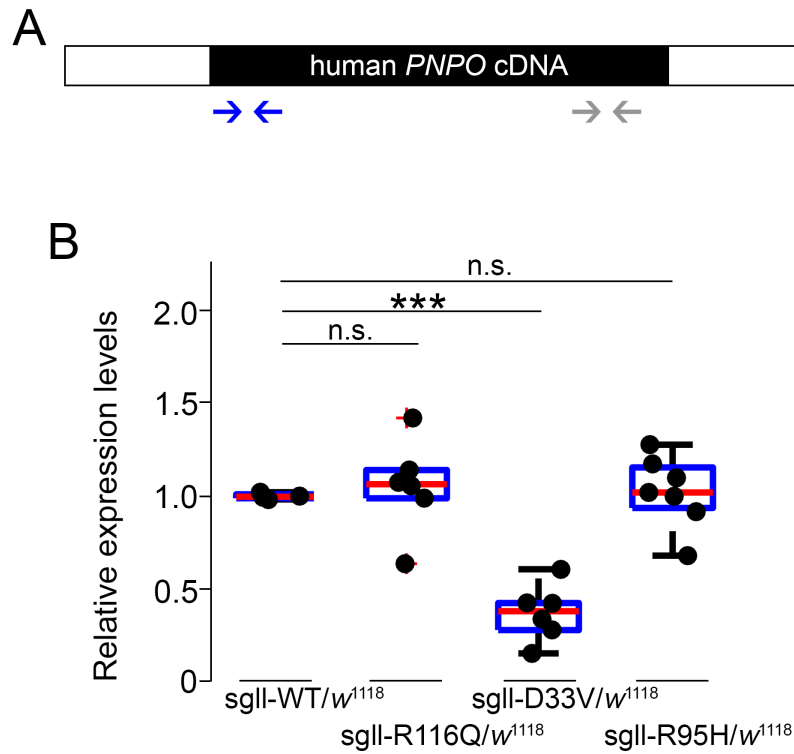 A
human PNPO cDNA
B
n.s.
***
n.s.
Relative expression levels
2.0
1.5
1.0
0.5
0
sgll-WT/w1118
sgll-D33V/w1118
sgll-R116Q/w1118
sgll-R95H/w1118